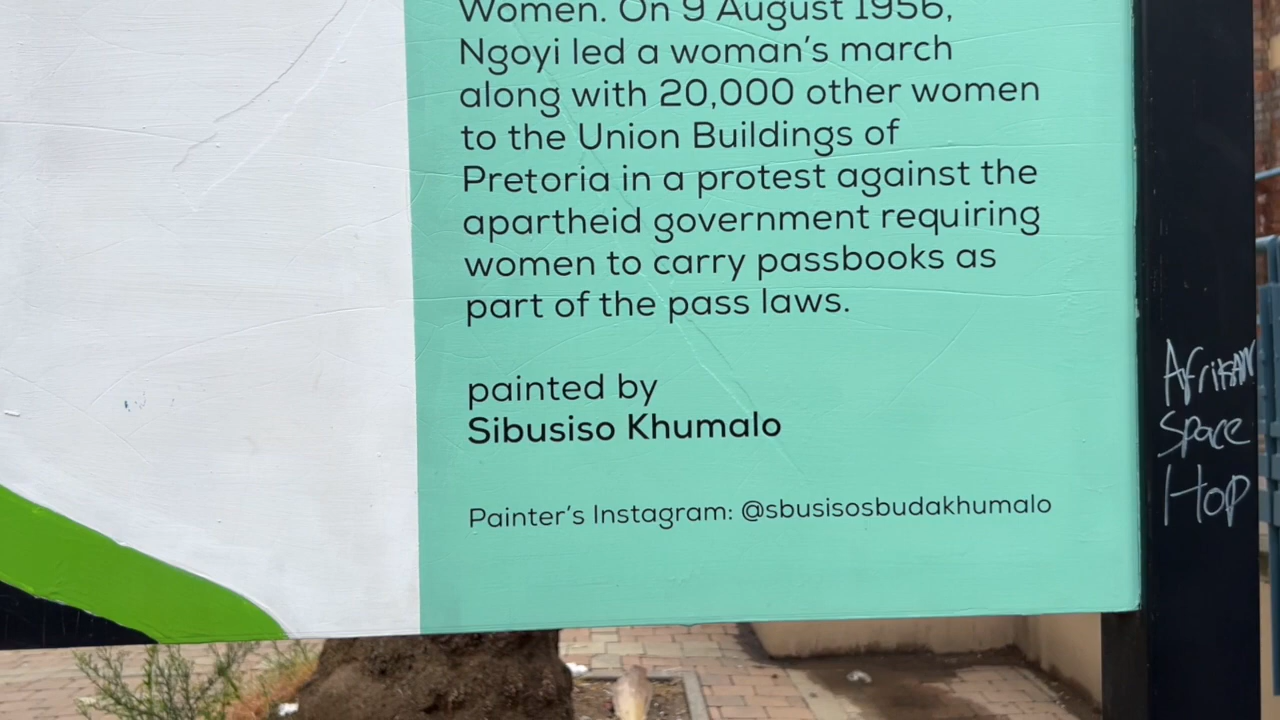 Women. On 9 August 1956,
Ngoyi led a woman's march
along with 20,000 other women
to the Union Buildings of
Pretoria in a protest against the
apartheid government requiring
women to carry passbooks as
part of the pass laws.
painted by
Sibusiso Khumalo
Painter's Instagram: @sbusisosbudakhumalo
Afrikan
Space
Hop